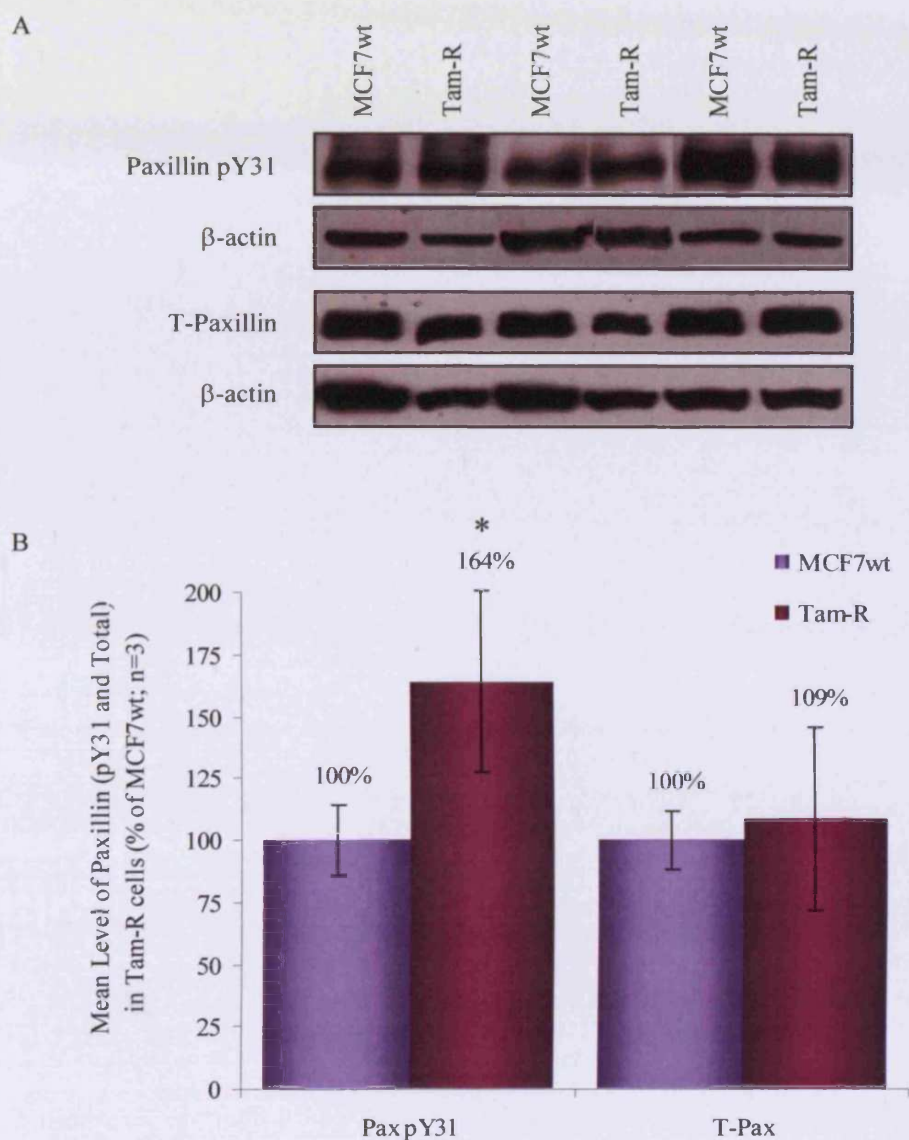 A
MCF7wt Tam-R MCF7wt Tam-R MCF7wt Tam-R
Paxillin pY31
β-actin
T-Paxillin
β-actin
B
*
164%
MCF7wt
Tam-R
109%
100%
100%
Mean Level of Paxillin (pY31 and Total)
in Tam-R cells (% of MCF7wt; n=3)
200
175
150
125
100
75
50
25
0
Pax pY31 T-Pax